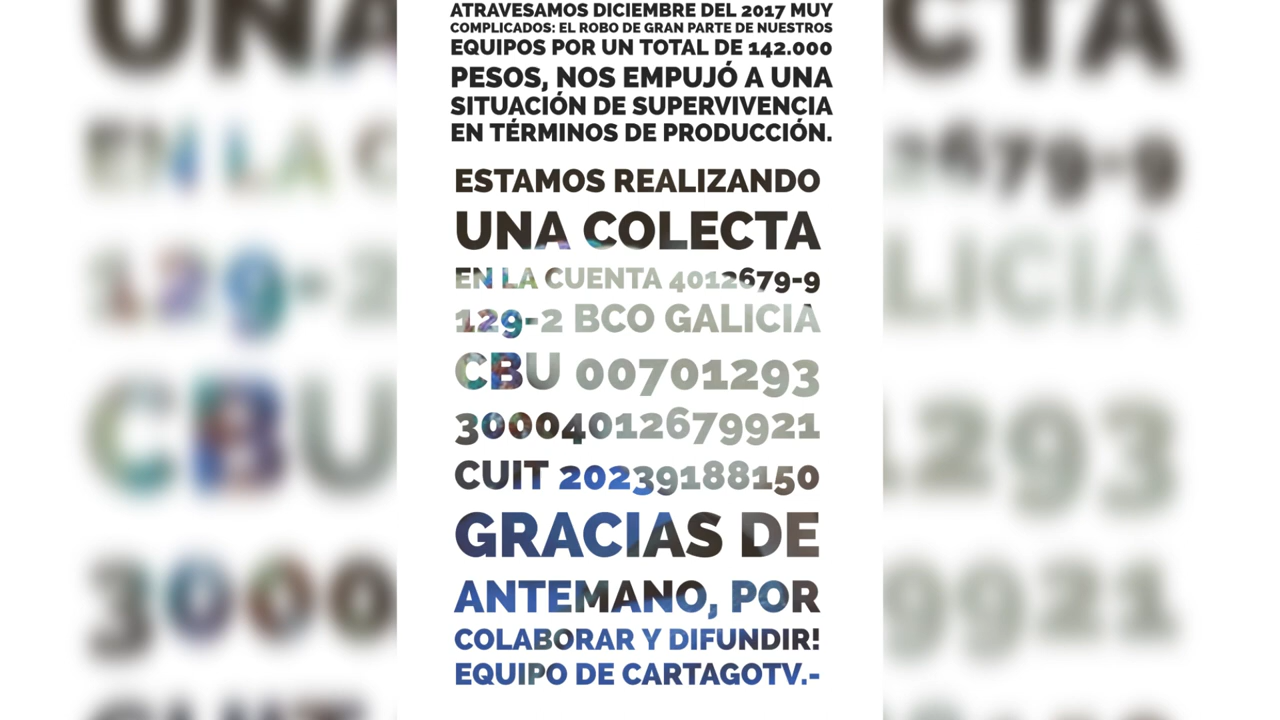 ATRAVESAMOS DICIEMBRE DEL 2017 MUY
COMPLICADOS: EL ROBO DE GRAN PARTE DE NUESTROS
EQUIPOS POR UN TOTAL DE 142.000
PESOS, NOS EMPUJÓ A UNA
SITUACIÓN DE SUPERVIVENCIA
EN TÉRMINOS DE PRODUCCIÓN.
ESTAMOS REALIZANDO
UNA COLECTA
EN LA CUENTA 4012679-9
129-2 BCO GALICIA
CBU 00701293
30004012679921
CUIT 20239188150
GRACIAS DE
ANTEMANO, POR
COLABORAR Y DIFUNDIR!
EQUIPO DE CARTAGOTV.-